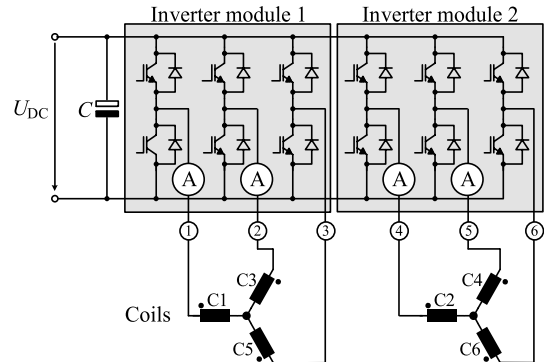 Inverter module 1 Inverter module 2
U_DC C
A A A A
1 2 3 4 5 6
C3 C4
Coils C1 C2
C5 C6